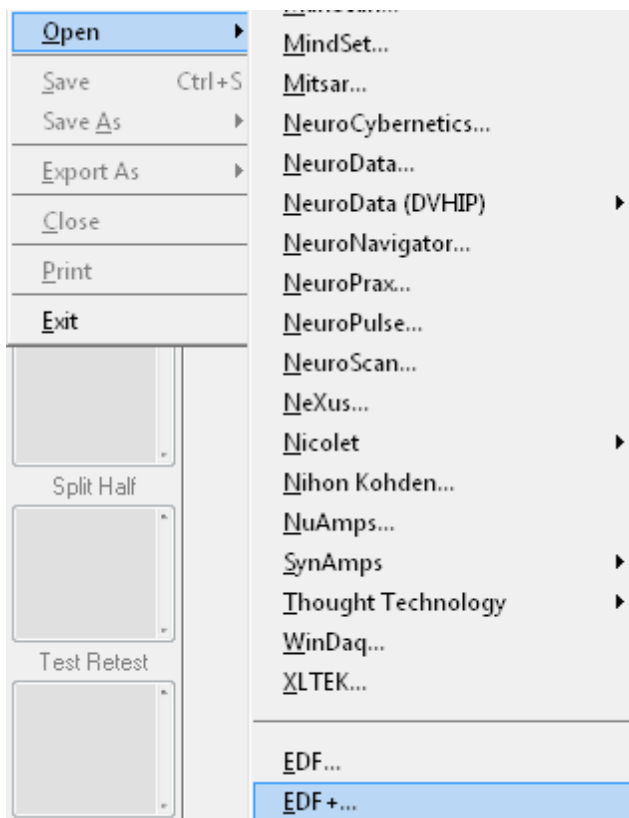 Open
Save Ctrl+S
Save As
Export As
Close
Print
Exit
Split Half
Test Retest
MindSet...
Mitsar...
NeuroCybernetics...
NeuroData...
NeuroData (DVHIP)
NeuroNavigator...
NeuroPrax...
NeuroPulse...
NeuroScan...
NeXus...
Nicolet
Nihon Kohden...
NuAmps...
SynAmps
Thought Technology
WinDaq...
XLTEK...
EDF...
EDF+...